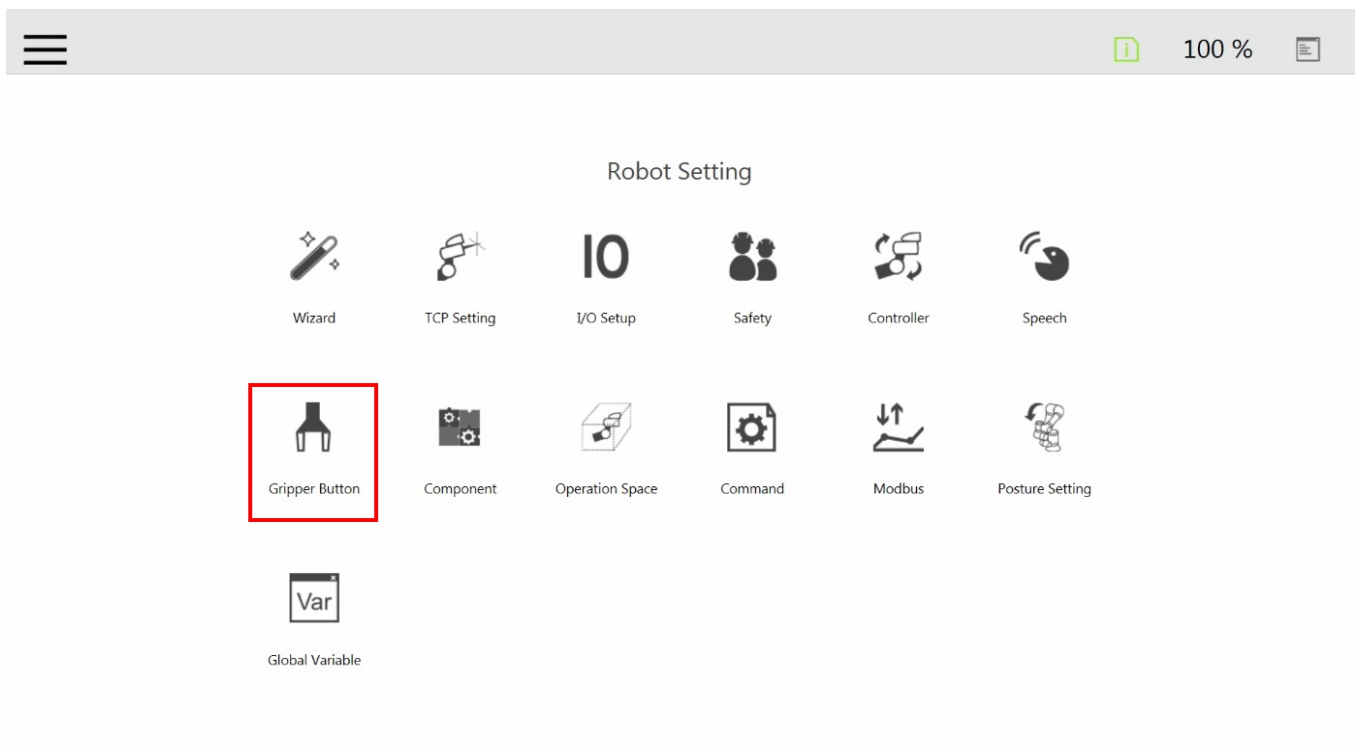 100 %
Robot Setting
IO
Wizard TCP Setting I/O Setup Safety Controller Speech
Gripper Button Component Operation Space Command Modbus Posture Setting
Var
Global Variable